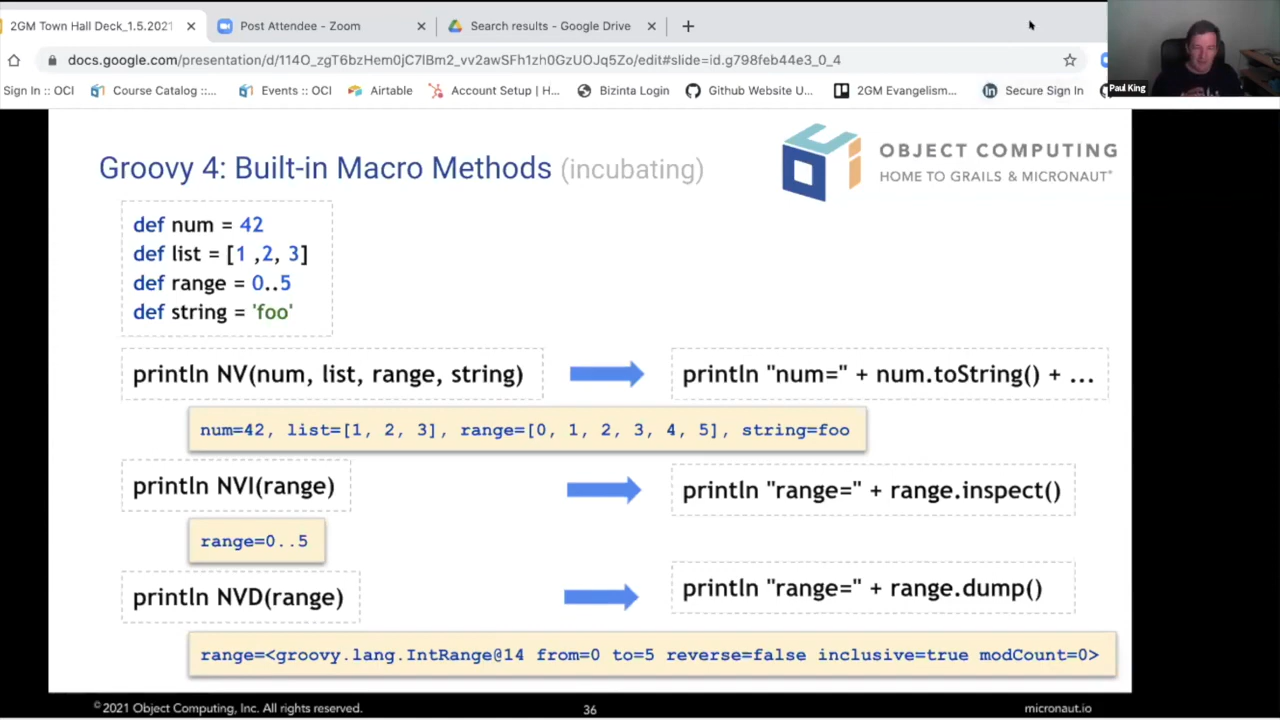 2GM Town Hall Deck_1.5.2021
Post Attendee - Zoom
Search results - Google Drive
docs.google.com/presentation/d/114O_zgT6bzHem0jC7lBm2_vv2awSFh1zh0GzUOJq5Zo/edit#slide=id.g798feb44e3_0_4
Sign In :: OCI
Course Catalog ::...
Events :: OCI
Airtable
Account Setup | H...
Bizinta Login
Github Website U...
2GM Evangelism...
Secure Sign In
Paul King
Groovy 4: Built-in Macro Methods (incubating)
OBJECT COMPUTING
HOME TO GRAILS & MICRONAUT®
def num = 42
def list = [1 ,2, 3]
def range = 0..5
def string = 'foo'
println NV(num, list, range, string)
println "num=" + num.toString() + ...
num=42, list=[1, 2, 3], range=[0, 1, 2, 3, 4, 5], string=foo
println NVI(range)
println "range=" + range.inspect()
range=0..5
println NVD(range)
println "range=" + range.dump()
range=<groovy.lang.IntRange@14 from=0 to=5 reverse=false inclusive=true modCount=0>
© 2021 Object Computing, Inc. All rights reserved.
36
micronaut.io